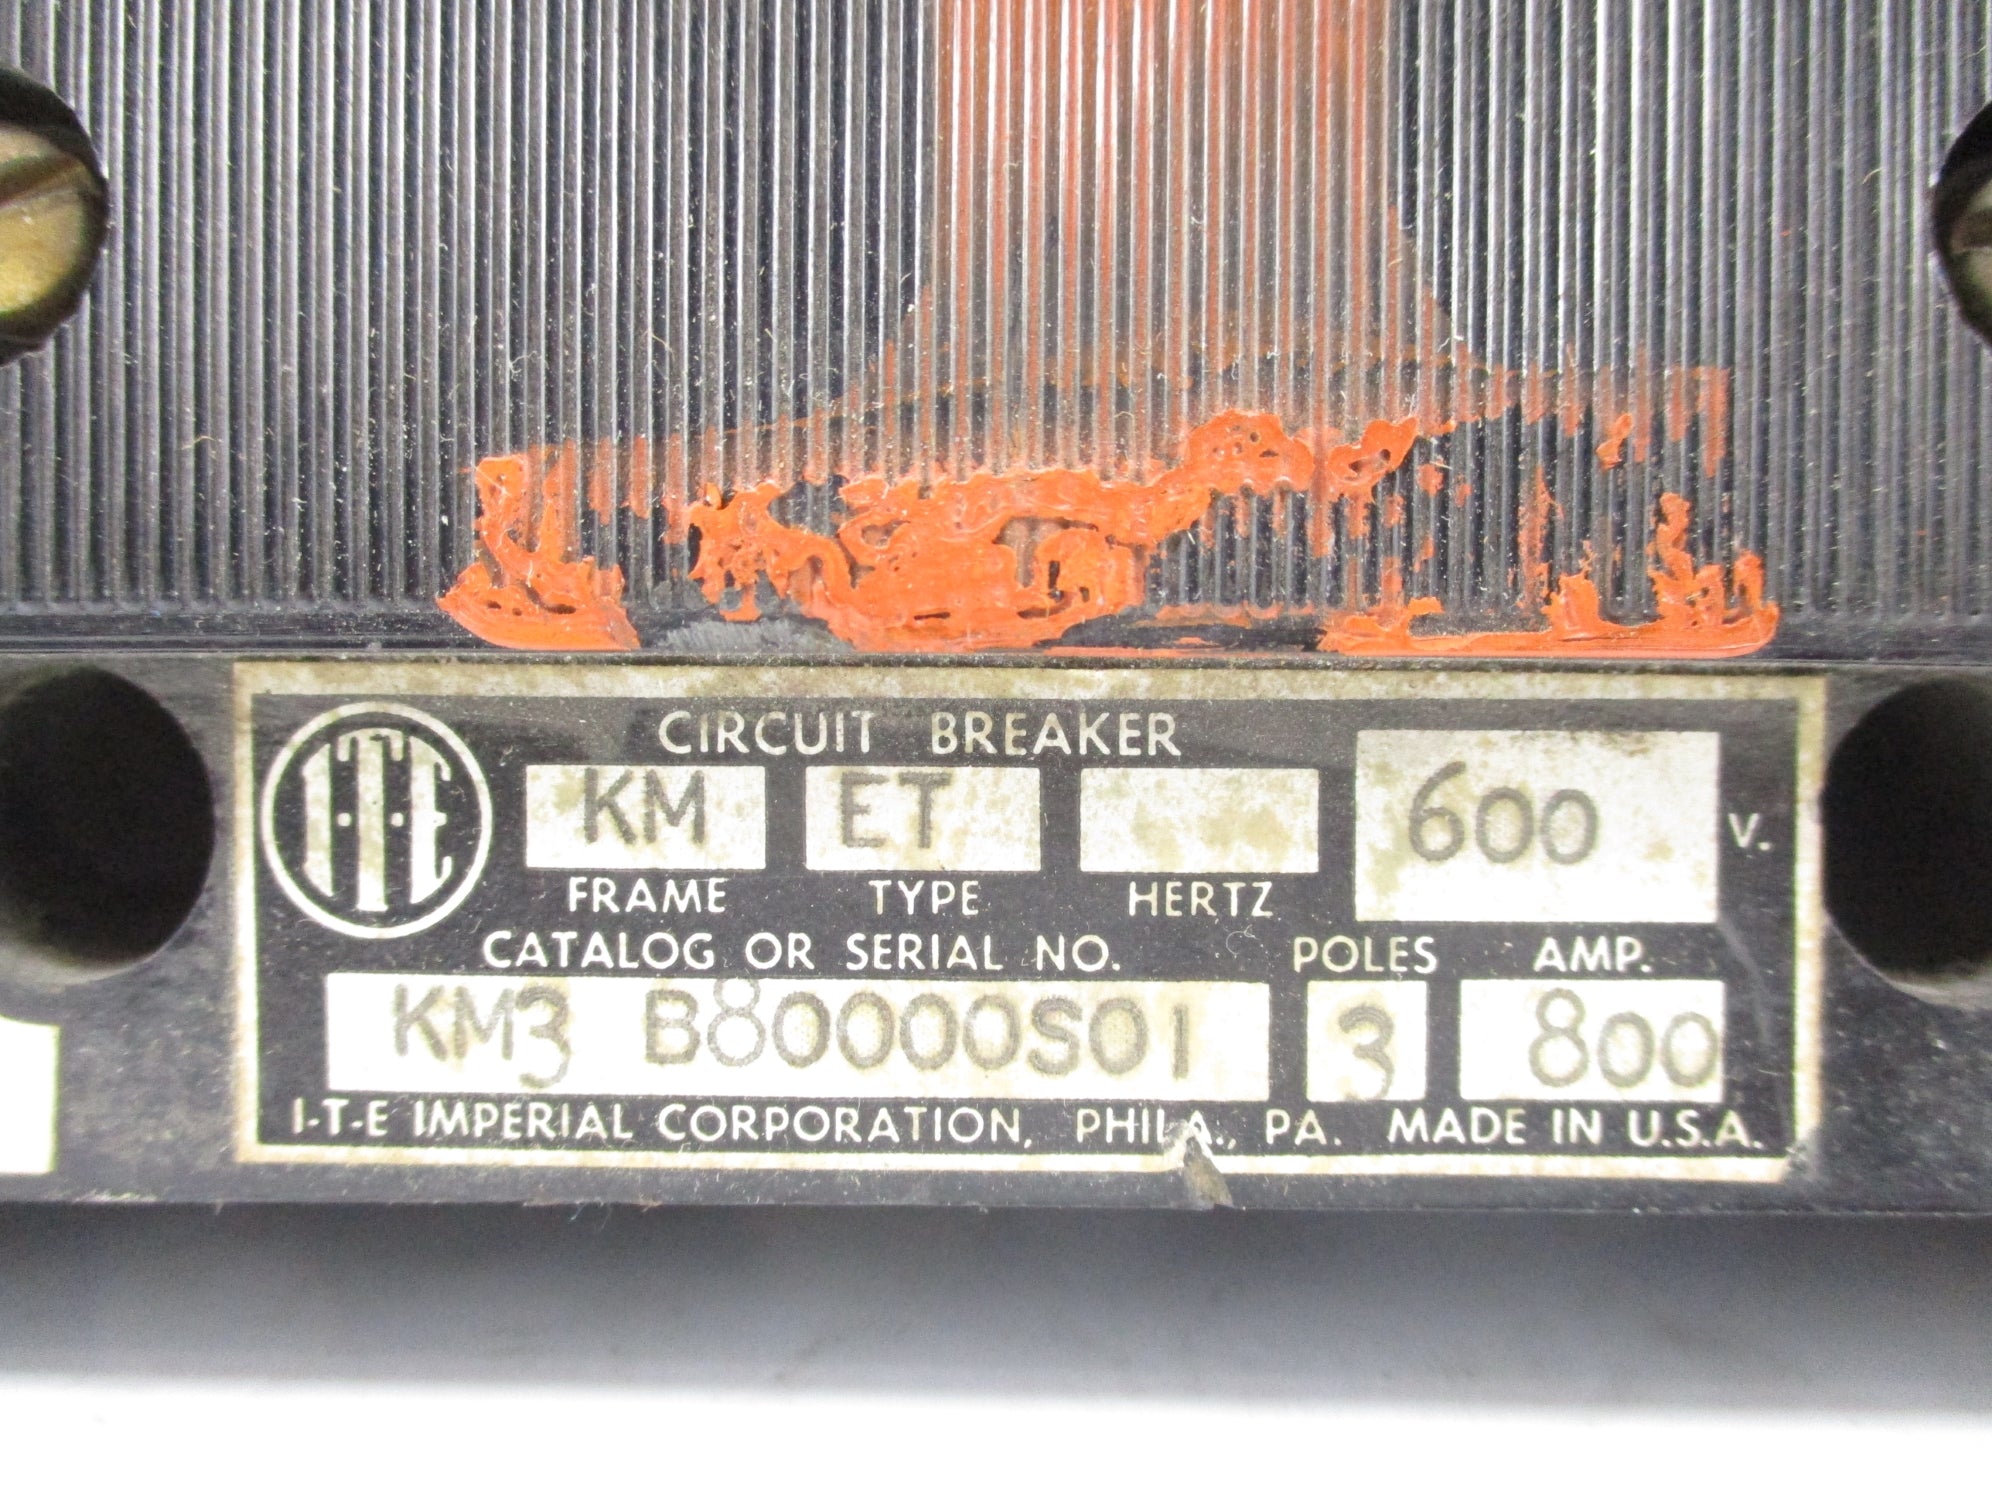 CIRCUIT BREAKER
I-T-E
KM ET 600 V.
FRAME TYPE HERTZ
CATALOG OR SERIAL NO. POLES AMP.
KM3 B80000S01 3 800
I-T-E IMPERIAL CORPORATION, PHILA., PA. MADE IN U.S.A.